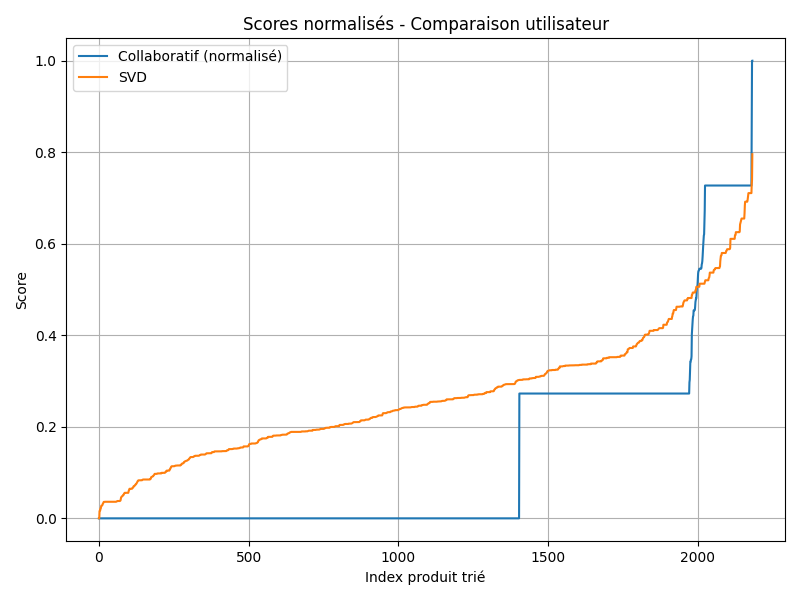 Scores normalisés - Comparaison utilisateur
Collaboratif (normalisé)
SVD
Score
1.0
0.8
0.6
0.4
0.2
0.0
0 500 1000 1500 2000
Index produit trié